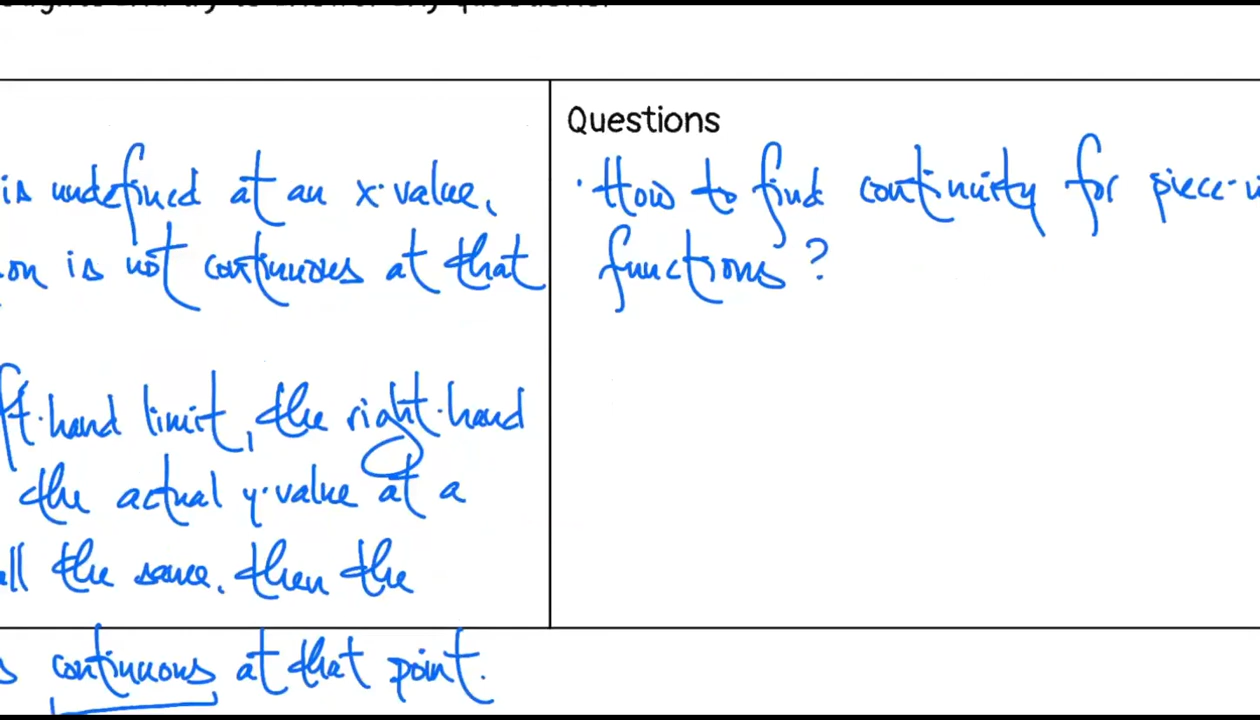 is undefined at an x-value,
on is not continuous at that
ft-hand limit, the right-hand
the actual y-value at a
all the same, then the
s continuous at that point.
Questions
· How to find continuity for piece-w
functions?